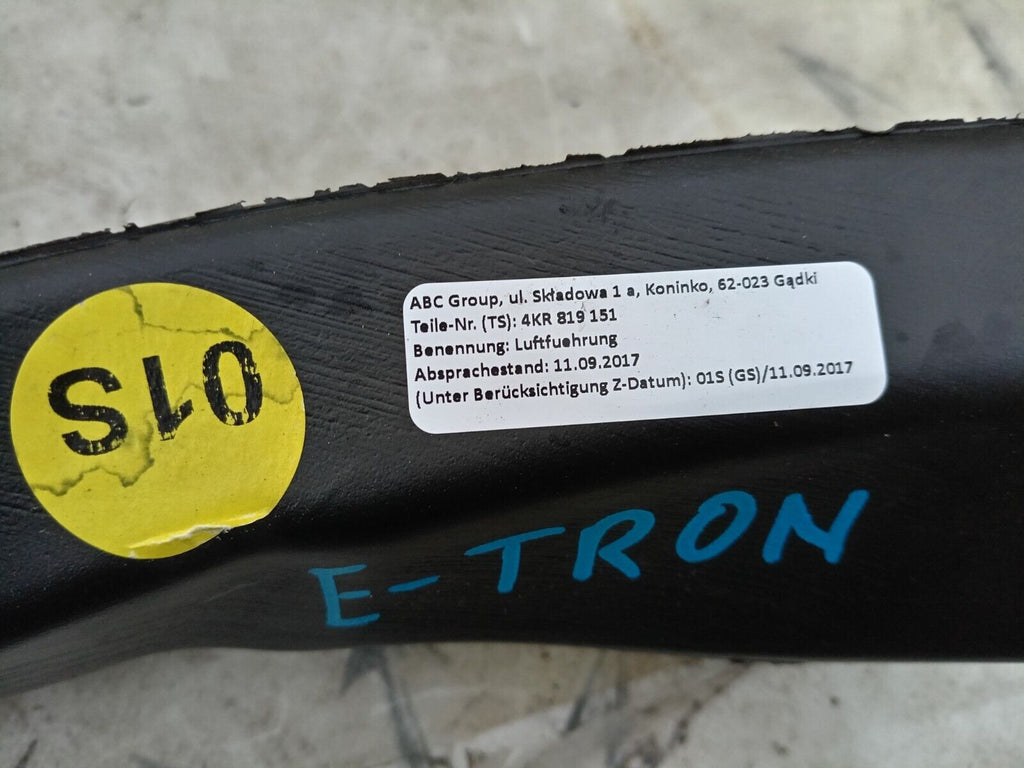 ABC Group, ul. Składowa 1 a, Koninko, 62-023 Gądki
Teile-Nr. (TS): 4KR 819 151
Benennung: Luftfuehrung
Absprachestand: 11.09.2017
(Unter Berücksichtigung Z-Datum): 01S (GS)/11.09.2017
01S
E-TRON